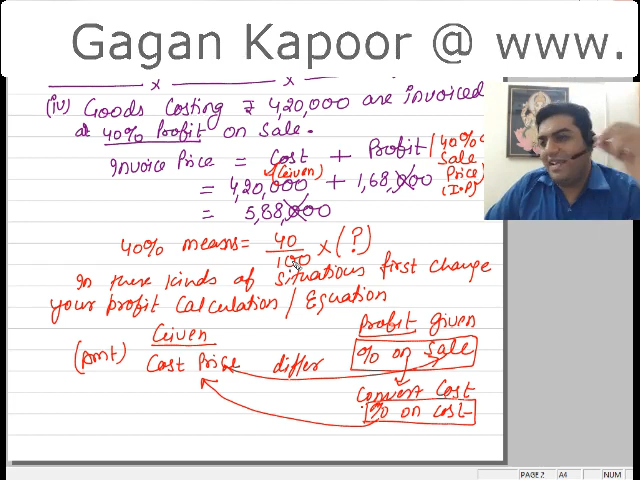 Gagan Kapoor @ www.
x x
(iv) Goods Costing ₹ 4,20,000 are invoiced
at 40% Profit on Sale.
Invoice Price = Cost + Profit / 40% Sale Price (I.P)
(Given)
= 4,20,000 + 1,68,000
= 5,88,000
40% means = 40/100 x (?)
In these kinds of situations first change
your profit Calculation / Equation
Given Profit given
(Amt) Cost Price differ % on Sale
Convert Cost
% on cost
PAGE 2 A4 NUM